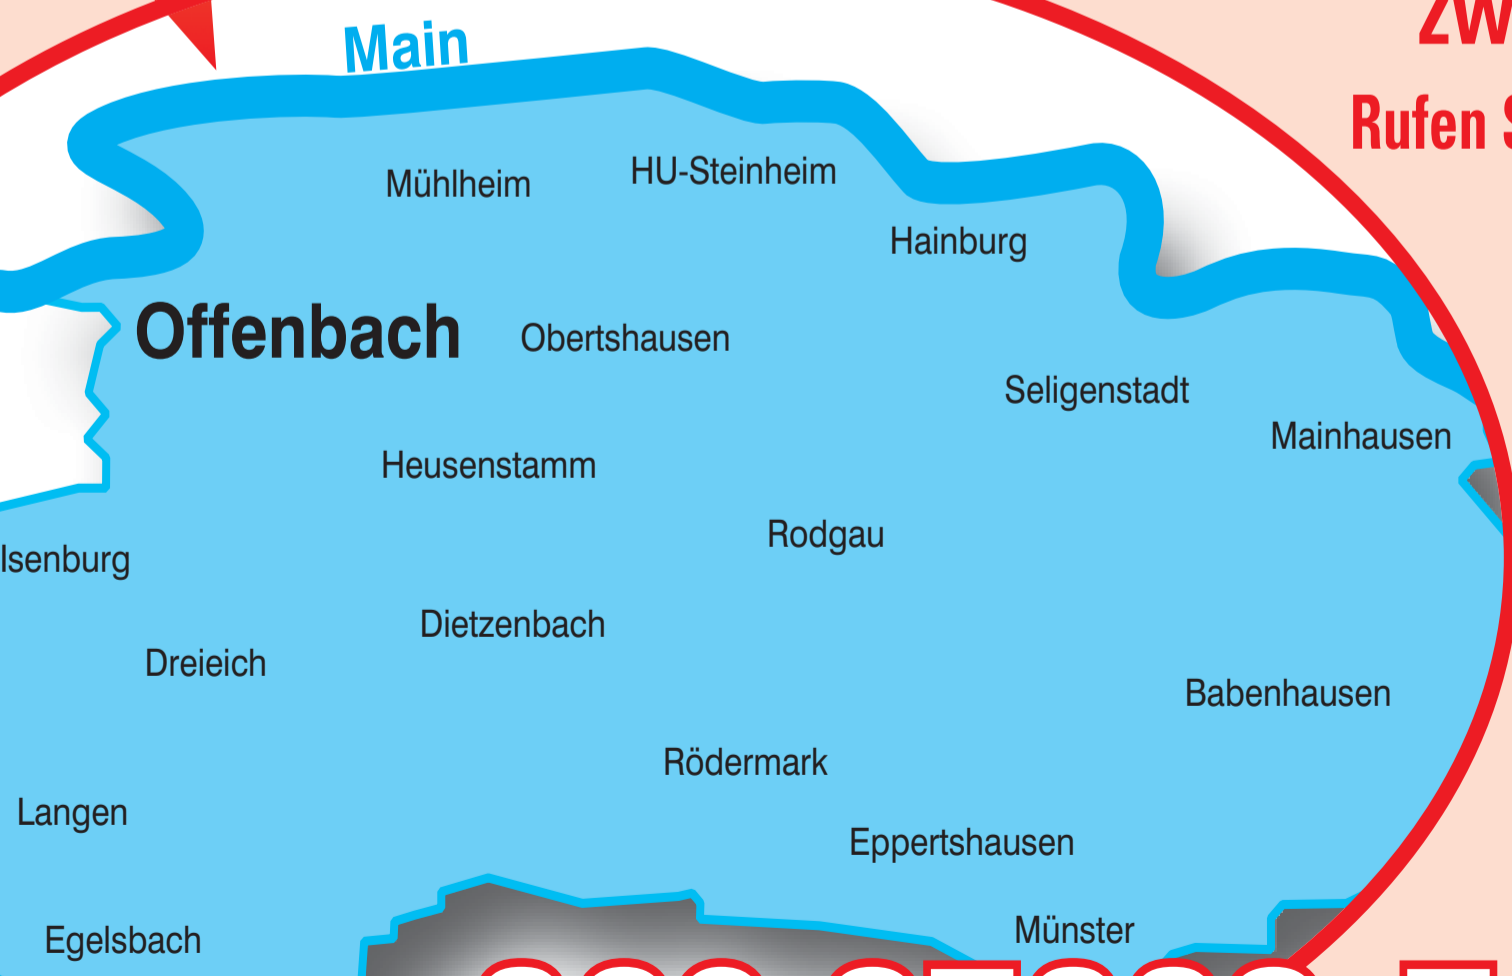 Main
Rufen
Mühlheim
HU-Steinheim
Hainburg
Offenbach
Obertshausen
Seligenstadt
Mainhausen
Heusenstamm
Rodgau
Isenburg
Dietzenbach
Dreieich
Babenhausen
Rödermark
Langen
Eppertshausen
Münster
Egelsbach